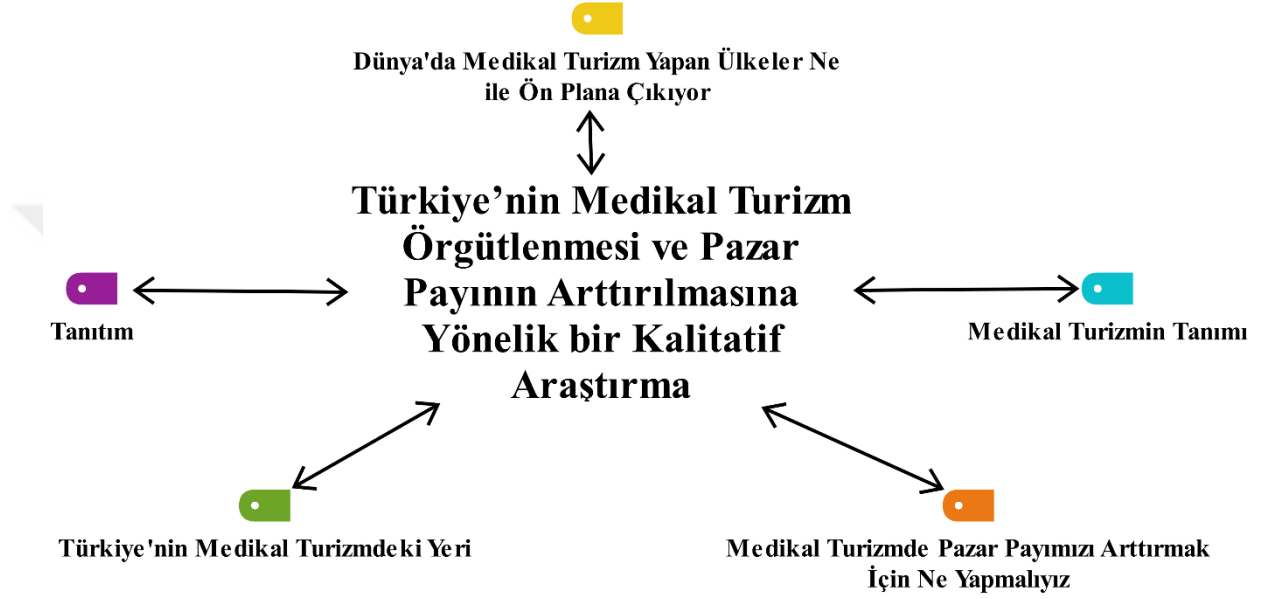 Dünya'da Medikal Turizm Yapan Ülkeler Ne
ile Ön Plana Çıkıyor
Türkiye’nin Medikal Turizm
Örgütlenmesi ve Pazar
Payının Arttırılmasına
Yönelik bir Kalitatif
Araştırma
Tanıtım
Medikal Turizmin Tanımı
Türkiye'nin Medikal Turizmdeki Yeri
Medikal Turizmde Pazar Payımızı Arttırmak
İçin Ne Yapmalıyız